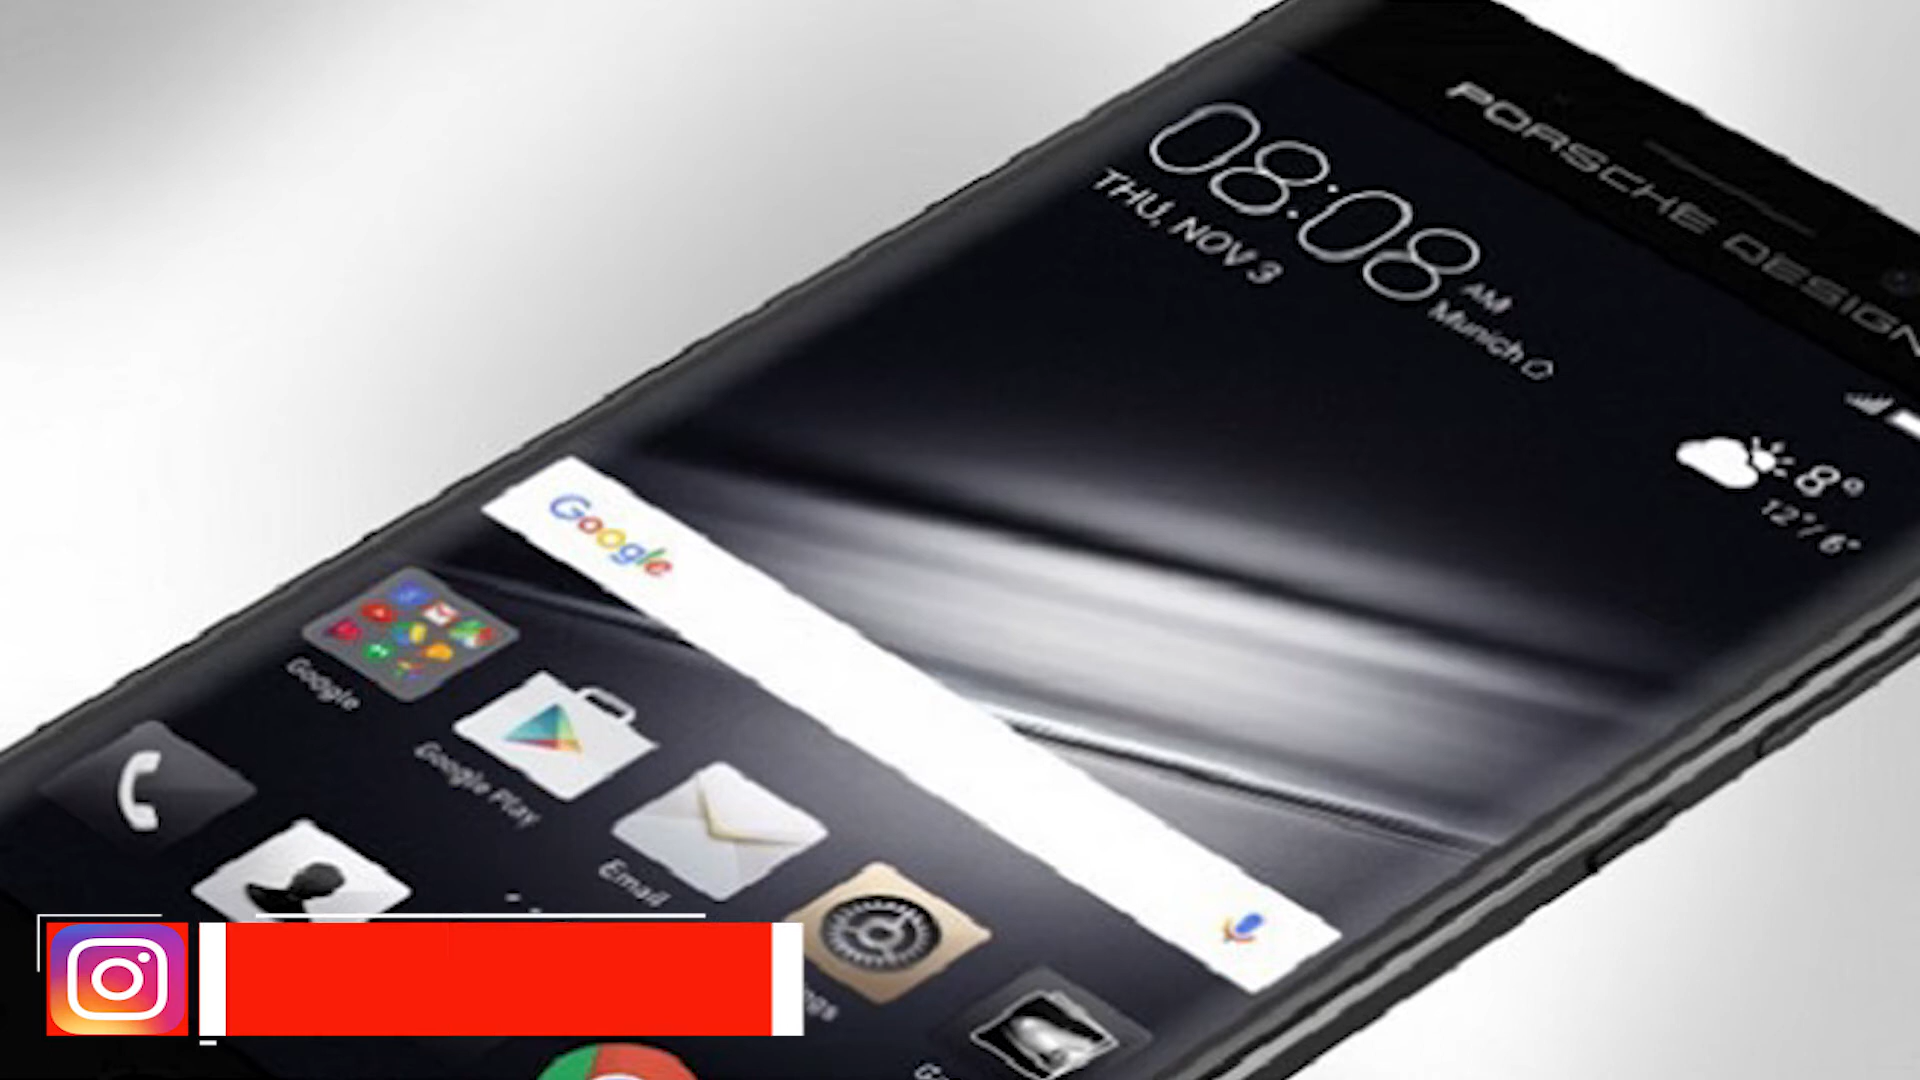 PORSCHE DESIGN
08:08 AM
THU, NOV 3
Munich
8°
12°/ 6°
Google
Google
Google Play
Email